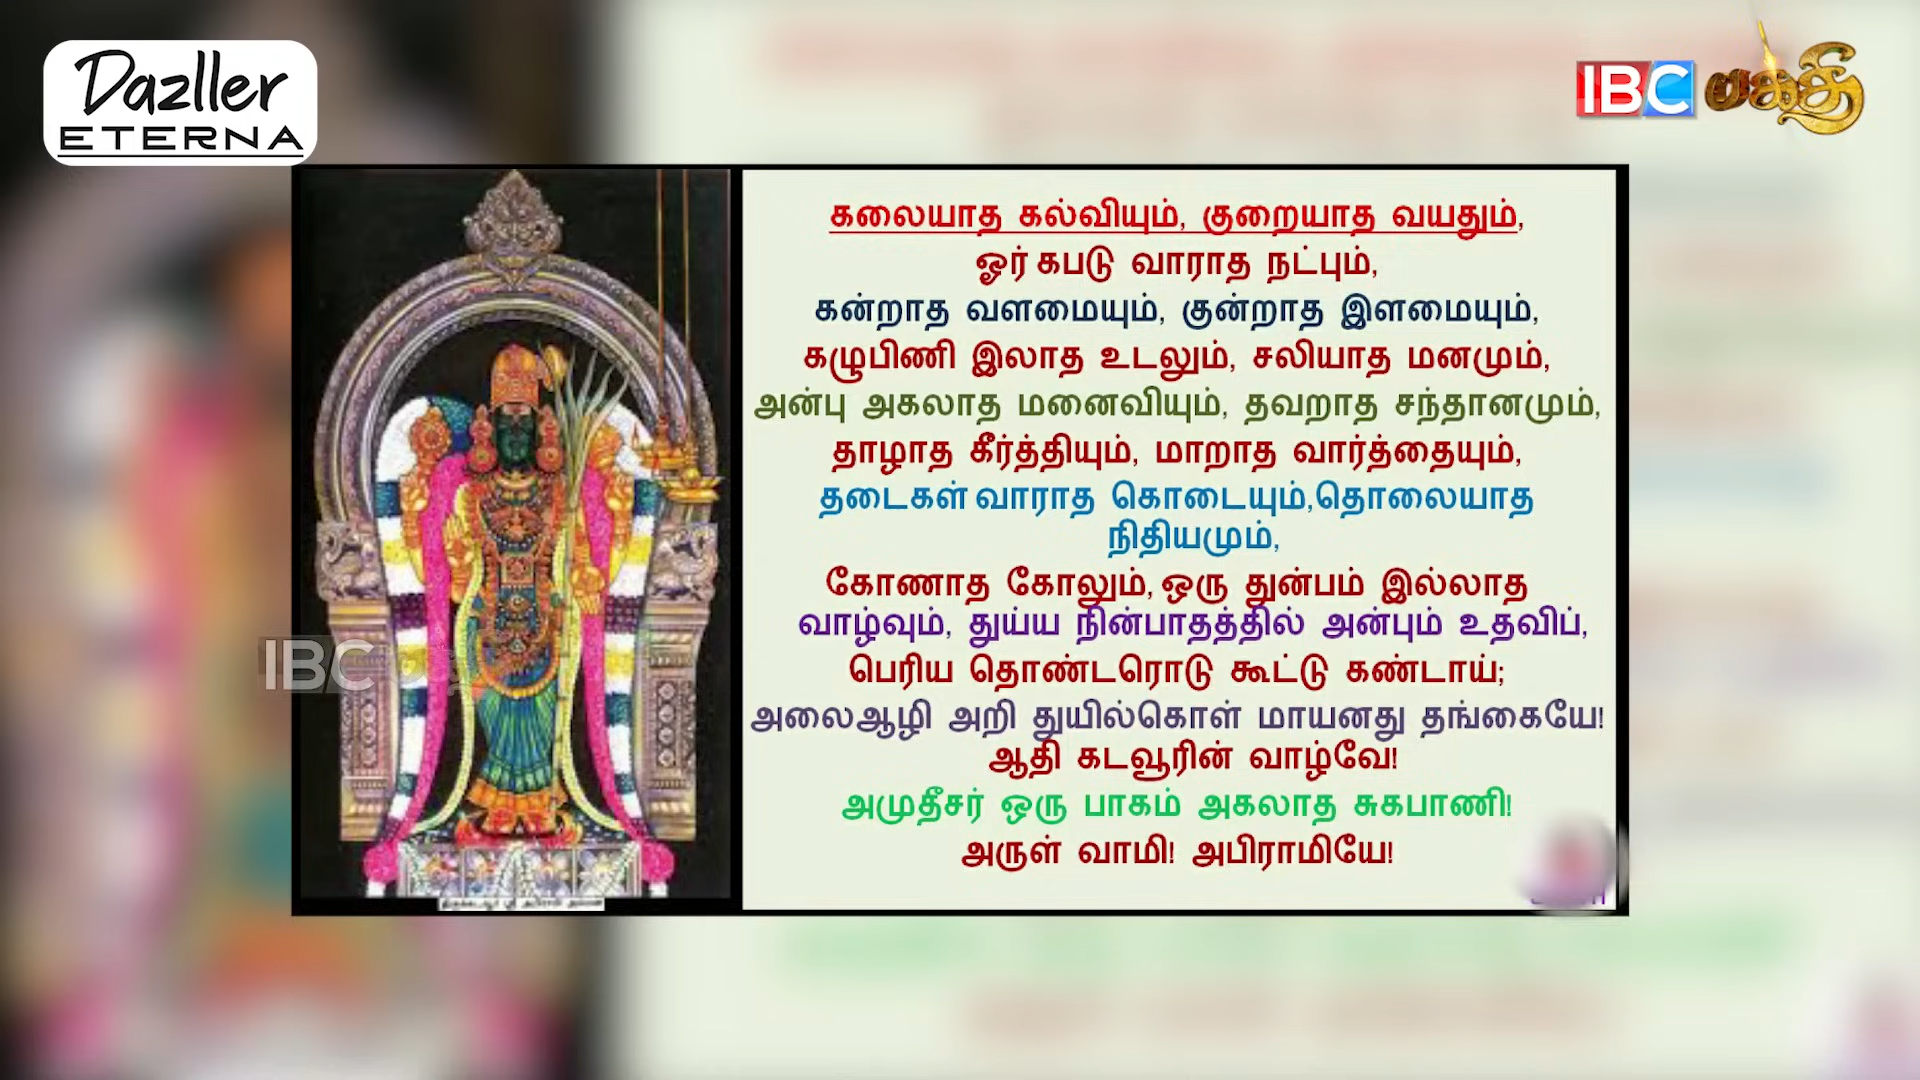 Dazller
ETERNA
IBC பக்தி
கலையாத கல்வியும், குறையாத வயதும்,
ஓர் கபடு வாராத நட்பும்,
கன்றாத வளமையும், குன்றாத இளமையும்,
கழுபிணி இலாத உடலும், சலியாத மனமும்,
அன்பு அகலாத மனைவியும், தவறாத சந்தானமும்,
தாழாத கீர்த்தியும், மாறாத வார்த்தையும்,
தடைகள் வாராத கொடையும்,தொலையாத
நிதியமும்,
கோணாத கோலும், ஒரு துன்பம் இல்லாத
வாழ்வும், துய்ய நின்பாதத்தில் அன்பும் உதவிப்,
பெரிய தொண்டரொடு கூட்டு கண்டாய்;
அலைஆழி அறி துயில்கொள் மாயனது தங்கையே!
ஆதி கடவூரின் வாழ்வே!
அமுதீசர் ஒரு பாகம் அகலாத சுகபாணி!
அருள் வாமி! அபிராமியே!
IBC